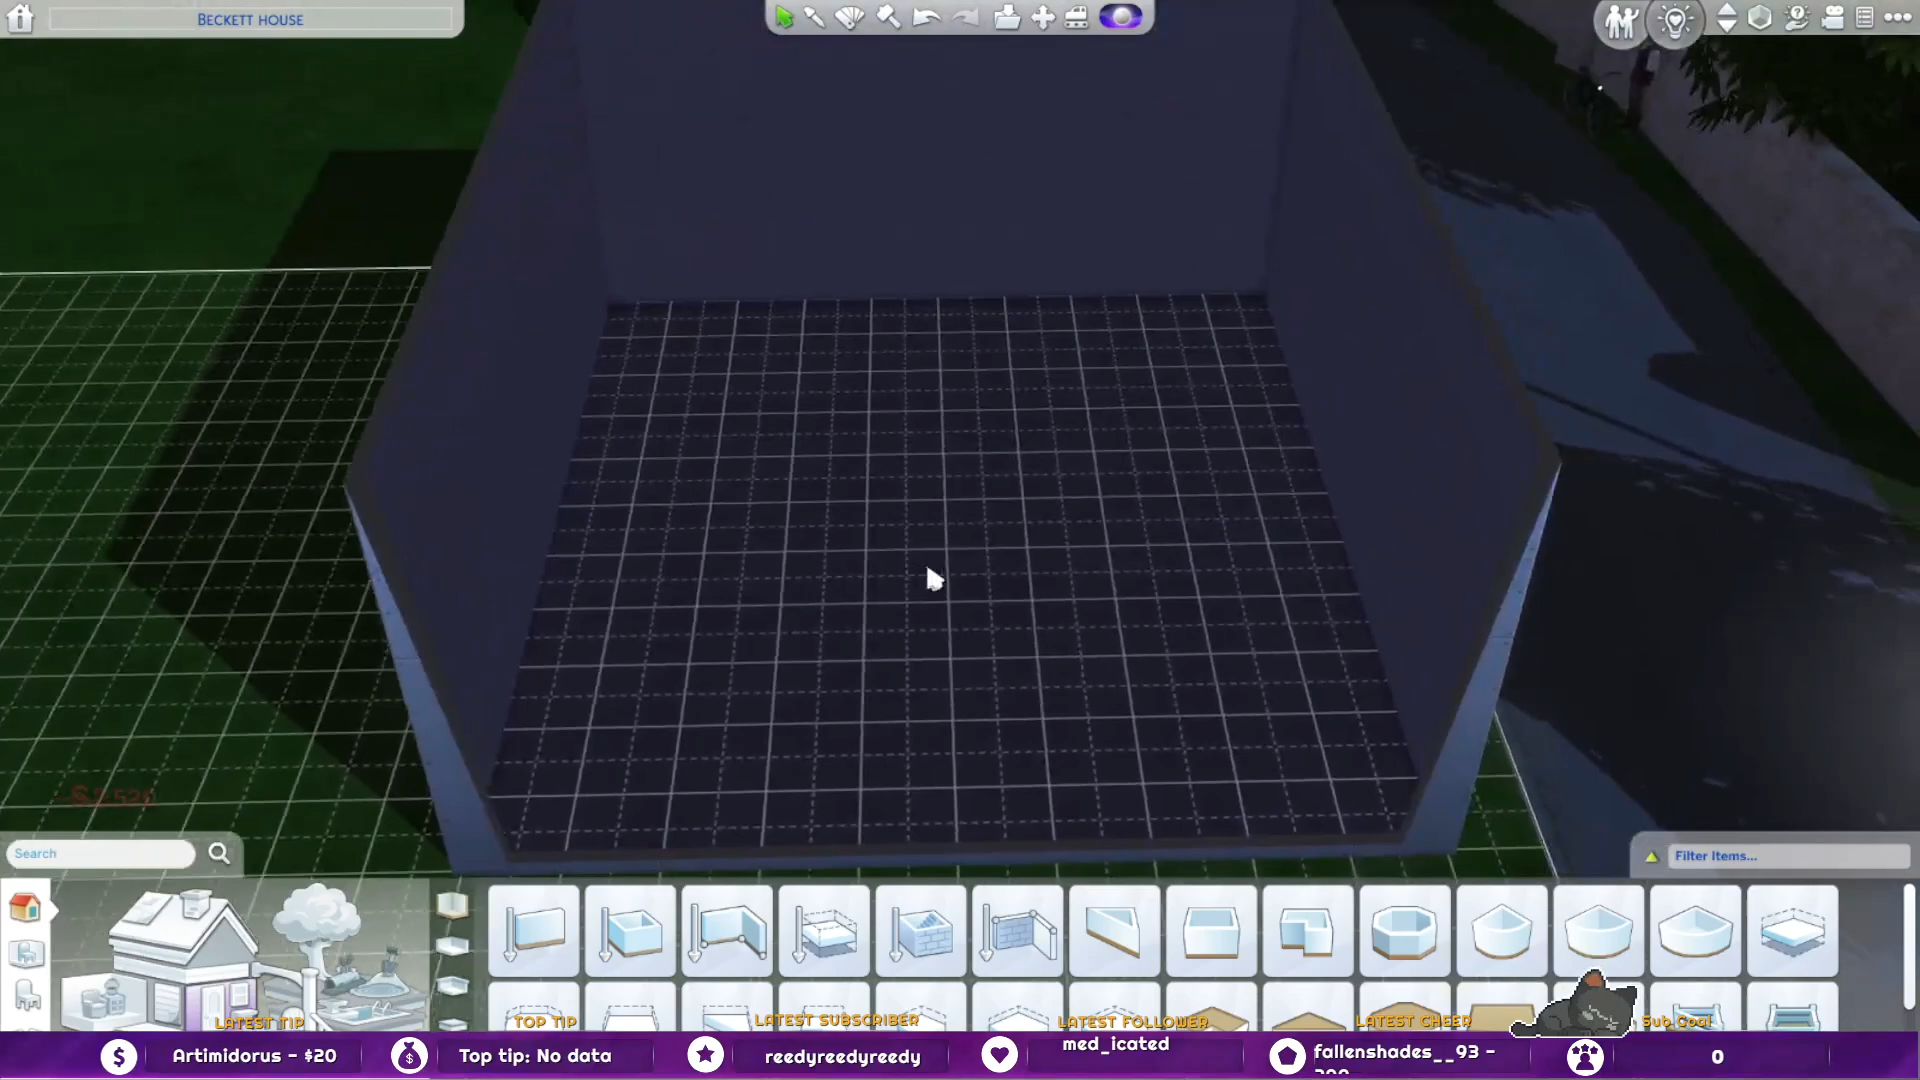 BECKETT HOUSE
Search
Filter Items...
LATEST TIP
TOP TIP
LATEST SUBSCRIBER
LATEST FOLLOWER
LATEST CHEER
Sub Goal
Artimidorus - $20
Top tip: No data
reedyreedyreedy
med_icated
fallenshades__93 -
0